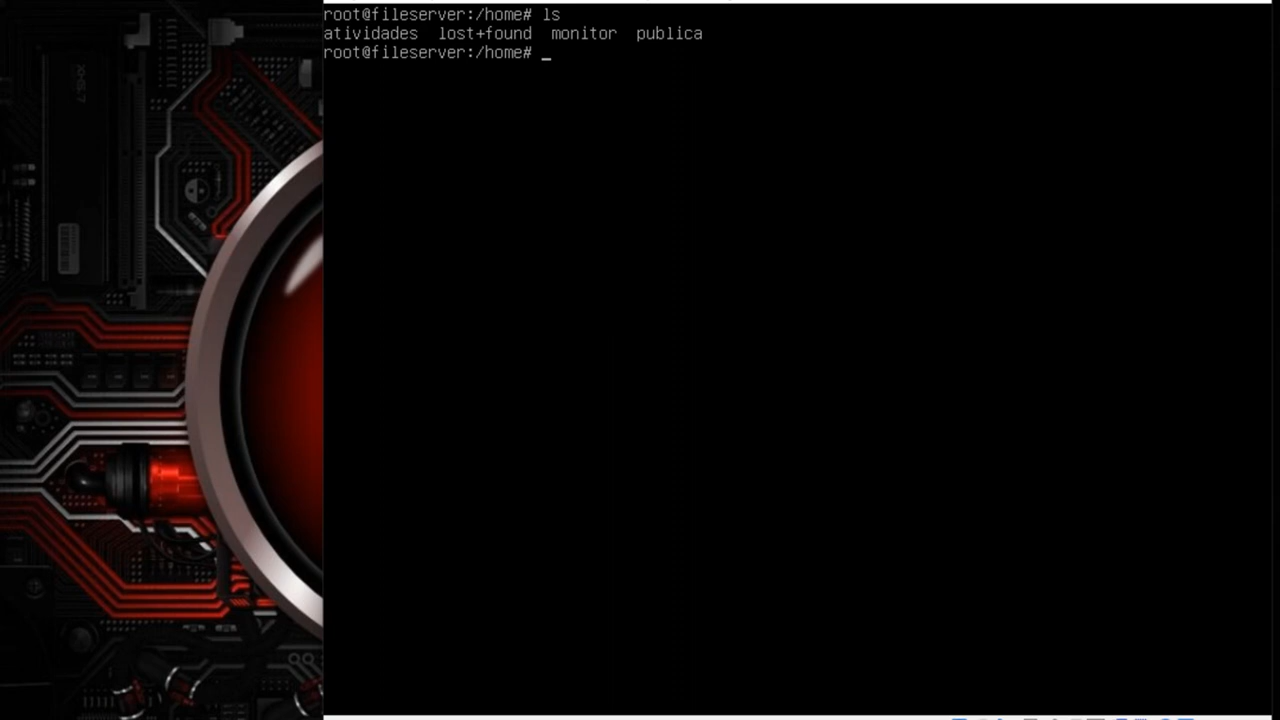 root@fileserver:/home# ls
atividades  lost+found  monitor  publica
root@fileserver:/home# _